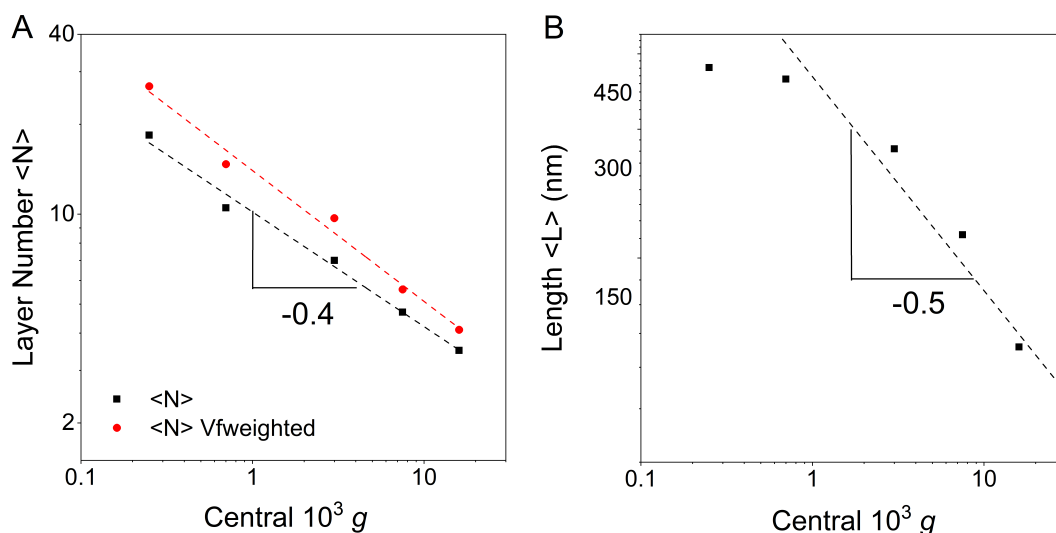 A
40
10
2
Layer Number <N>
-0.4
<N>
<N> Vfweighted
0.1
1
10
Central 10³ g
B
450
300
150
Length <L> (nm)
-0.5
0.1
1
10
Central 10³ g